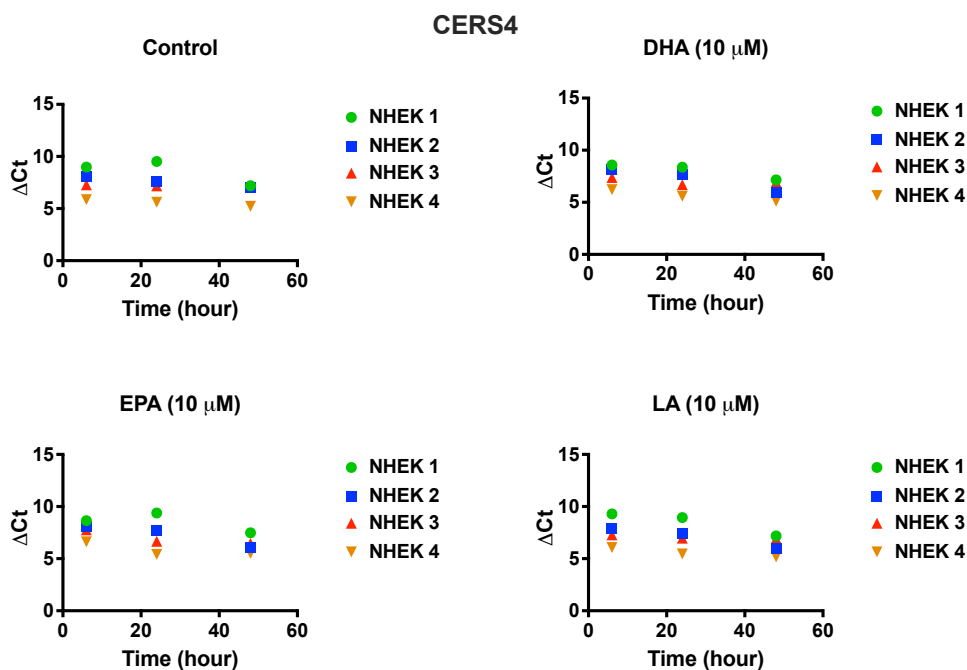 CERS4
Control
ΔCt
15
10
5
0
0 20 40 60
Time (hour)
NHEK 1
NHEK 2
NHEK 3
NHEK 4
DHA (10 μM)
ΔCt
15
10
5
0
0 20 40 60
Time (hour)
NHEK 1
NHEK 2
NHEK 3
NHEK 4
EPA (10 μM)
ΔCt
15
10
5
0
0 20 40 60
Time (hour)
NHEK 1
NHEK 2
NHEK 3
NHEK 4
LA (10 μM)
ΔCt
15
10
5
0
0 20 40 60
Time (hour)
NHEK 1
NHEK 2
NHEK 3
NHEK 4